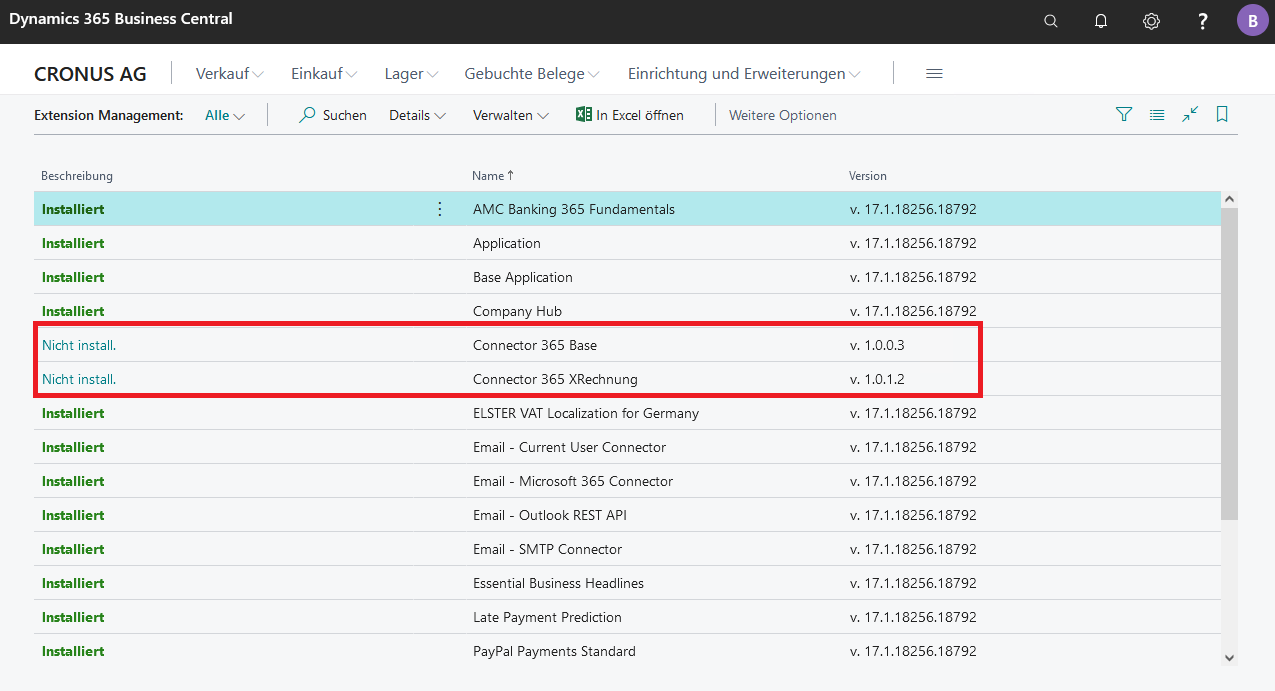 Dynamics 365 Business Central
? B
CRONUS AG Verkauf Einkauf Lager Gebuchte Belege Einrichtung und Erweiterungen
Extension Management: Alle Suchen Details Verwalten In Excel öffnen Weitere Optionen
Beschreibung Name ↑ Version
Installiert AMC Banking 365 Fundamentals v. 17.1.18256.18792
Installiert Application v. 17.1.18256.18792
Installiert Base Application v. 17.1.18256.18792
Installiert Company Hub v. 17.1.18256.18792
Nicht install. Connector 365 Base v. 1.0.0.3
Nicht install. Connector 365 XRechnung v. 1.0.1.2
Installiert ELSTER VAT Localization for Germany v. 17.1.18256.18792
Installiert Email - Current User Connector v. 17.1.18256.18792
Installiert Email - Microsoft 365 Connector v. 17.1.18256.18792
Installiert Email - Outlook REST API v. 17.1.18256.18792
Installiert Email - SMTP Connector v. 17.1.18256.18792
Installiert Essential Business Headlines v. 17.1.18256.18792
Installiert Late Payment Prediction v. 17.1.18256.18792
Installiert PayPal Payments Standard v. 17.1.18256.18792